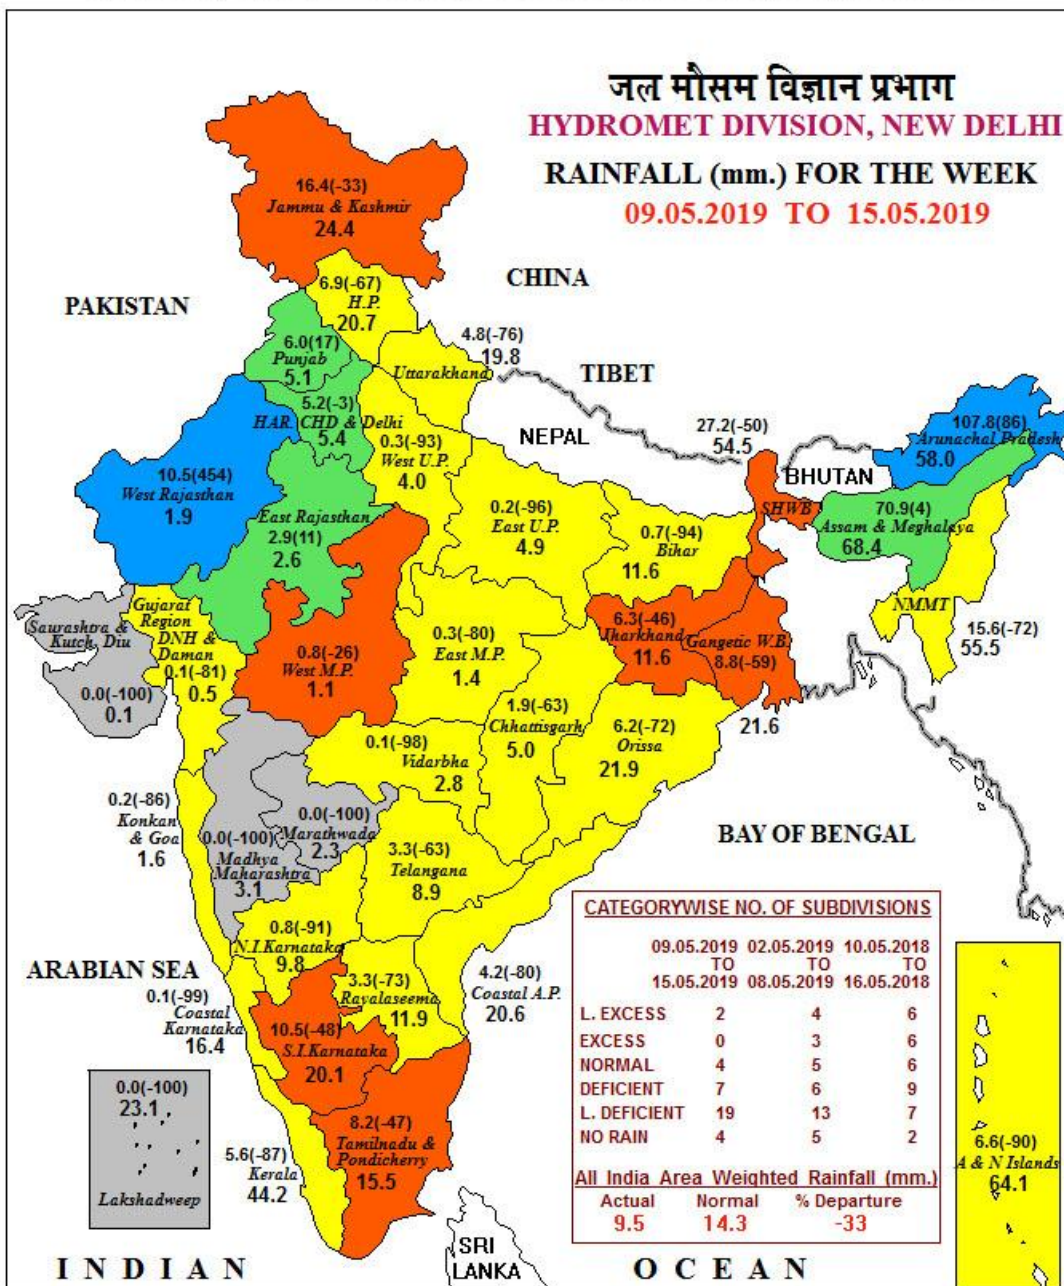 जल मौसम विज्ञान प्रभाग
HYDROMET DIVISION, NEW DELHI
RAINFALL (mm.) FOR THE WEEK
09.05.2019 TO 15.05.2019
16.4(-33)
Jammu & Kashmir
24.4
CHINA
PAKISTAN
6.9(-67)
H.P.
20.7
4.8(-76)
19.8
Uttarakhand
TIBET
6.0(17)
Punjab
5.1
5.2(-3)
HAR. CHD & Delhi
5.4
NEPAL
27.2(-50)
54.5
SHWB
BHUTAN
107.8(86)
Arunachal Pradesh
58.0
0.3(-93)
West U.P.
4.0
10.5(454)
West Rajasthan
1.9
East Rajasthan
2.9(11)
2.6
0.2(-96)
East U.P.
4.9
0.7(-94)
Bihar
11.6
70.9(4)
Assam & Meghalaya
68.4
NMMT
15.6(-72)
55.5
Saurashtra &
Kutch, Diu
0.0(-100)
0.1
Gujarat
Region
DNH &
Daman
0.1(-81)
0.5
0.8(-26)
West M.P.
1.1
0.3(-80)
East M.P.
1.4
6.3(-46)
Jharkhand
11.6
Gangetic W.B.
8.8(-59)
21.6
1.9(-63)
Chhattisgarh
5.0
6.2(-72)
Orissa
21.9
0.1(-98)
Vidarbha
2.8
0.2(-86)
Konkan
& Goa
1.6
0.0(-100)
Madhya
Maharashtra
3.1
0.0(-100)
Marathwada
2.3
3.3(-63)
Telangana
8.9
BAY OF BENGAL
0.8(-91)
N.I.Karnataka
9.8
ARABIAN SEA
0.1(-99)
Coastal
Karnataka
16.4
3.3(-73)
Rayalaseema
11.9
4.2(-80)
Coastal A.P.
20.6
10.5(-48)
S.I.Karnataka
20.1
0.0(-100)
23.1
Lakshadweep
5.6(-87)
Kerala
44.2
8.2(-47)
Tamilnadu &
Pondicherry
15.5
CATEGORYWISE NO. OF SUBDIVISIONS
09.05.2019 02.05.2019 10.05.2018
TO TO TO
15.05.2019 08.05.2019 16.05.2018
L. EXCESS 2 4 6
EXCESS 0 3 6
NORMAL 4 5 6
DEFICIENT 7 6 9
L. DEFICIENT 19 13 7
NO RAIN 4 5 2
All India Area Weighted Rainfall (mm.)
Actual Normal % Departure
9.5 14.3 -33
6.6(-90)
A & N Islands
64.1
SRI
LANKA
INDIAN OCEAN